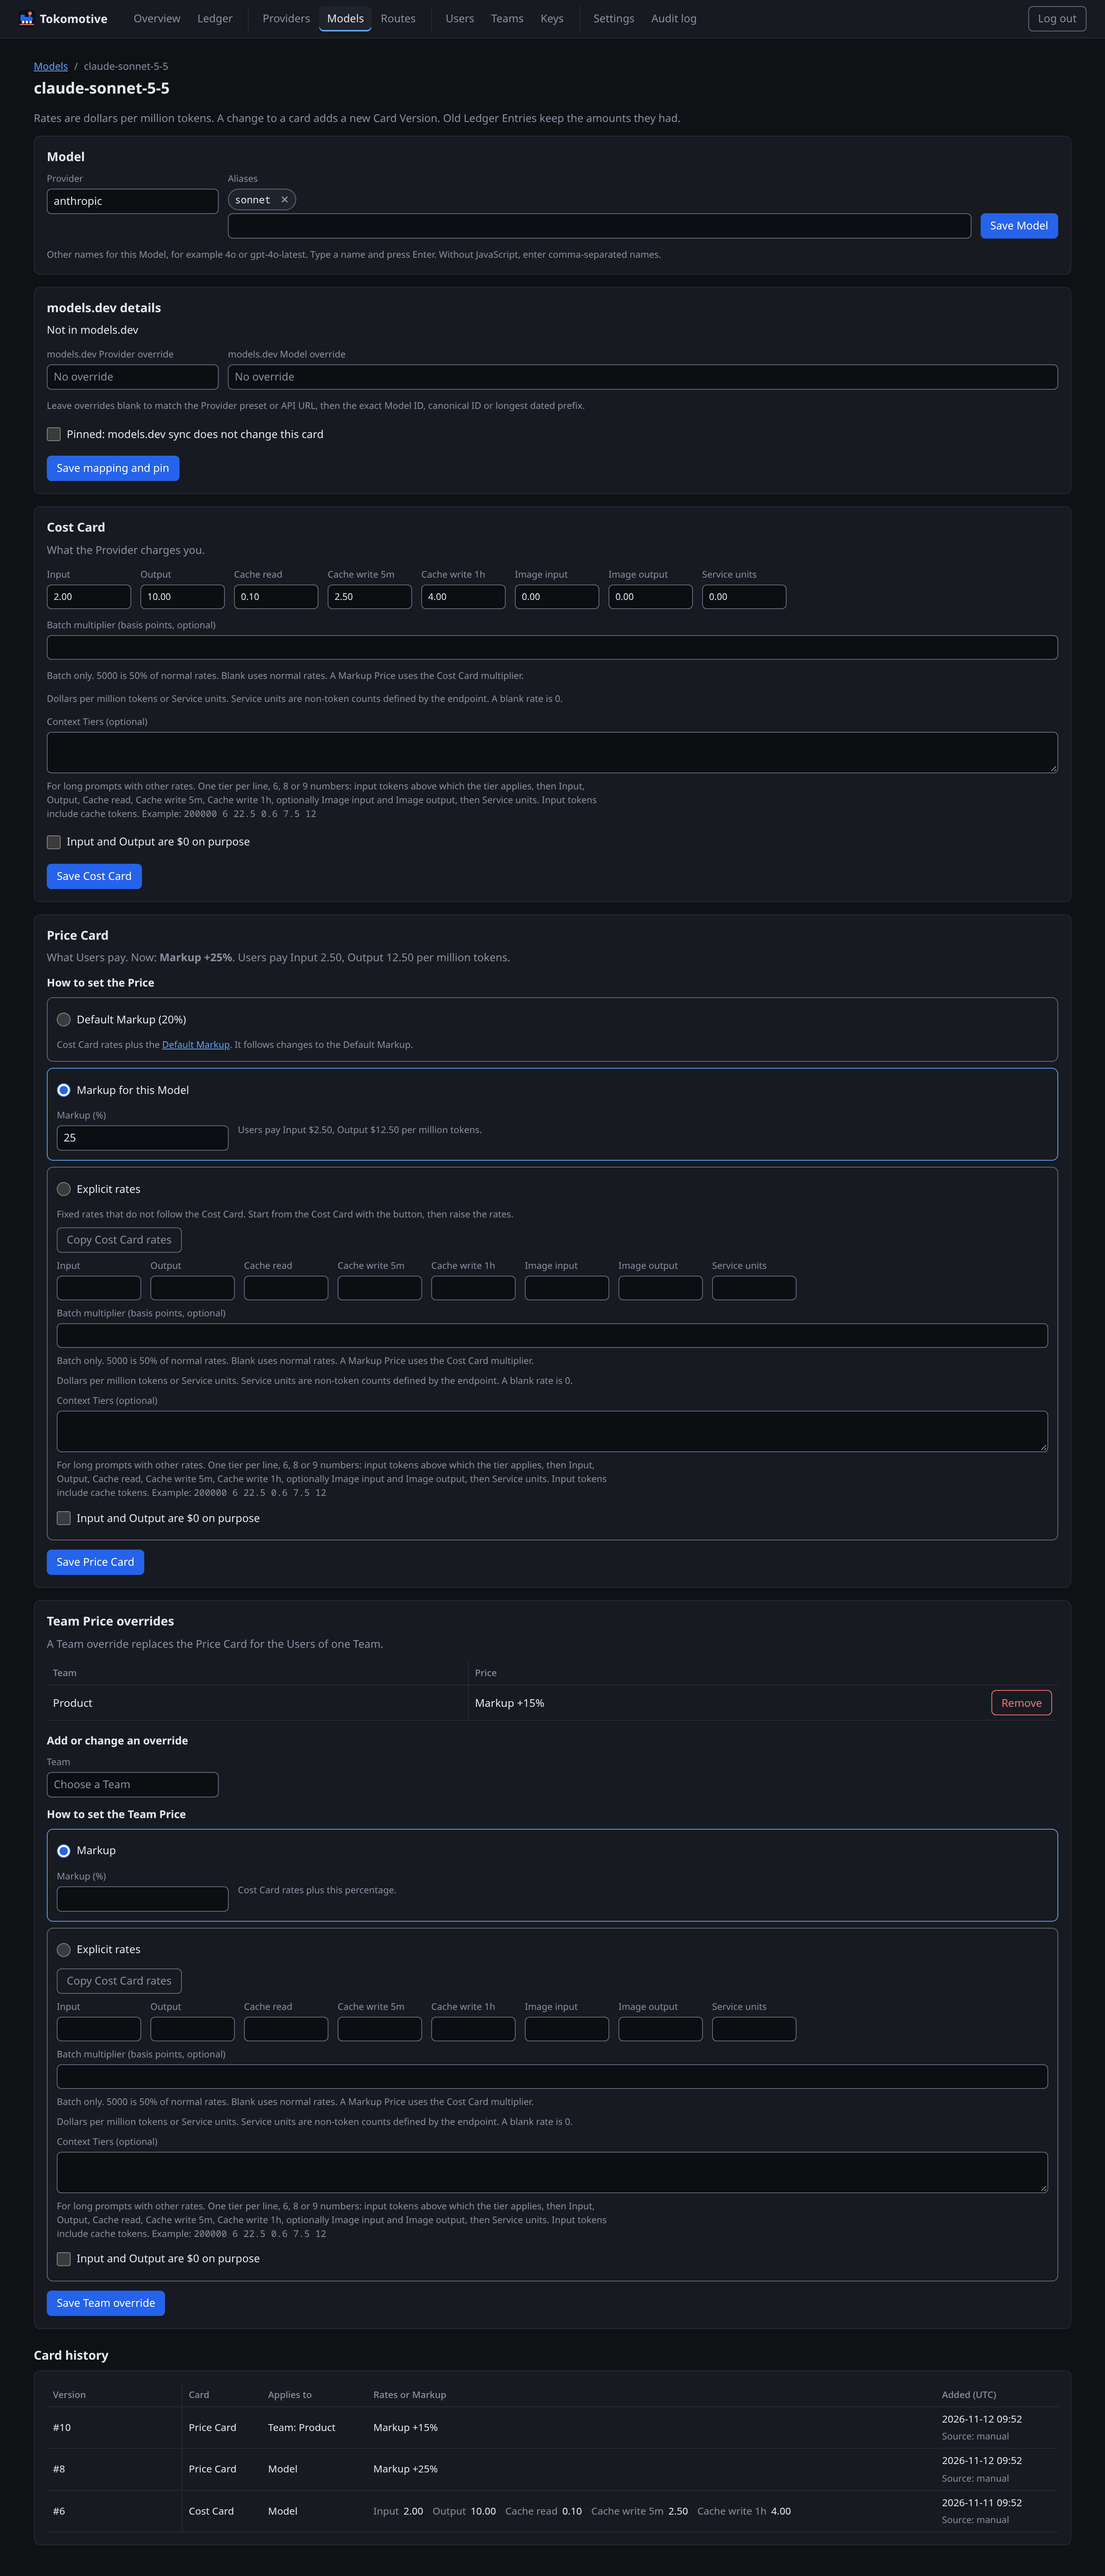 Tokomotive Overview Ledger Providers Models Routes Users Teams Keys Settings Audit log Log out
Models / claude-sonnet-5-5
claude-sonnet-5-5
Rates are dollars per million tokens. A change to a card adds a new Card Version. Old Ledger Entries keep the amounts they had.
Model
Provider Aliases
sonnet ✕
anthropic
Save Model
Other names for this Model, for example 4o or gpt-4o-latest. Type a name and press Enter. Without JavaScript, enter comma-separated names.
models.dev details
Not in models.dev
models.dev Provider override models.dev Model override
No override No override
Leave overrides blank to match the Provider preset or API URL, then the exact Model ID, canonical ID or longest dated prefix.
Pinned: models.dev sync does not change this card
Save mapping and pin
Cost Card
What the Provider charges you.
Input Output Cache read Cache write 5m Cache write 1h Image input Image output Service units
2.00 10.00 0.10 2.50 4.00 0.00 0.00 0.00
Batch multiplier (basis points, optional)
Batch only. 5000 is 50% of normal rates. Blank uses normal rates. A Markup Price uses the Cost Card multiplier.
Dollars per million tokens or Service units. Service units are non-token counts defined by the endpoint. A blank rate is 0.
Context Tiers (optional)
For long prompts with other rates. One tier per line, 6, 8 or 9 numbers: input tokens above which the tier applies, then Input,
Output, Cache read, Cache write 5m, Cache write 1h, optionally Image input and Image output, then Service units. Input tokens
include cache tokens. Example: 200000 6 22.5 0.6 7.5 12
Input and Output are $0 on purpose
Save Cost Card
Price Card
What Users pay. Now: Markup +25%. Users pay Input 2.50, Output 12.50 per million tokens.
How to set the Price
Default Markup (20%)
Cost Card rates plus the Default Markup. It follows changes to the Default Markup.
Markup for this Model
Markup (%)
25 Users pay Input $2.50, Output $12.50 per million tokens.
Explicit rates
Fixed rates that do not follow the Cost Card. Start from the Cost Card with the button, then raise the rates.
Copy Cost Card rates
Input Output Cache read Cache write 5m Cache write 1h Image input Image output Service units
Batch multiplier (basis points, optional)
Batch only. 5000 is 50% of normal rates. Blank uses normal rates. A Markup Price uses the Cost Card multiplier.
Dollars per million tokens or Service units. Service units are non-token counts defined by the endpoint. A blank rate is 0.
Context Tiers (optional)
For long prompts with other rates. One tier per line, 6, 8 or 9 numbers: input tokens above which the tier applies, then Input,
Output, Cache read, Cache write 5m, Cache write 1h, optionally Image input and Image output, then Service units. Input tokens
include cache tokens. Example: 200000 6 22.5 0.6 7.5 12
Input and Output are $0 on purpose
Save Price Card
Team Price overrides
A Team override replaces the Price Card for the Users of one Team.
Team Price
Product Markup +15% Remove
Add or change an override
Team
Choose a Team
How to set the Team Price
Markup
Markup (%)
Cost Card rates plus this percentage.
Explicit rates
Copy Cost Card rates
Input Output Cache read Cache write 5m Cache write 1h Image input Image output Service units
Batch multiplier (basis points, optional)
Batch only. 5000 is 50% of normal rates. Blank uses normal rates. A Markup Price uses the Cost Card multiplier.
Dollars per million tokens or Service units. Service units are non-token counts defined by the endpoint. A blank rate is 0.
Context Tiers (optional)
For long prompts with other rates. One tier per line, 6, 8 or 9 numbers: input tokens above which the tier applies, then Input,
Output, Cache read, Cache write 5m, Cache write 1h, optionally Image input and Image output, then Service units. Input tokens
include cache tokens. Example: 200000 6 22.5 0.6 7.5 12
Input and Output are $0 on purpose
Save Team override
Card history
Version Card Applies to Rates or Markup Added (UTC)
#10 Price Card Team: Product Markup +15% 2026-11-12 09:52
Source: manual
#8 Price Card Model Markup +25% 2026-11-12 09:52
Source: manual
#6 Cost Card Model Input 2.00 Output 10.00 Cache read 0.10 Cache write 5m 2.50 Cache write 1h 4.00 2026-11-11 09:52
Source: manual